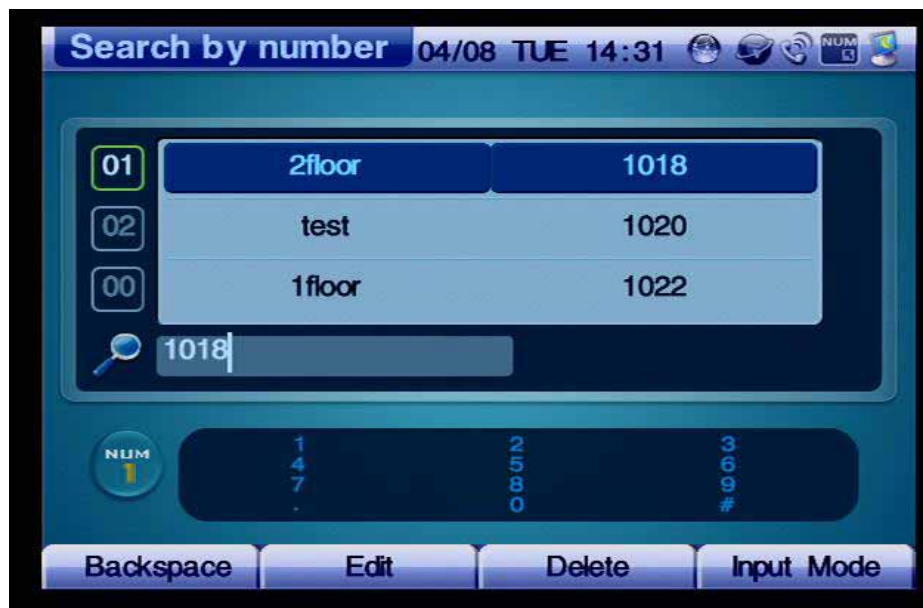 Search by number 04/08 TUE 14:31 NUM
01 2floor 1018
02 test 1020
00 1floor 1022
1018
NUM
1
1 2 3
4 5 6
7 8 9
. 0 #
Backspace Edit Delete Input Mode